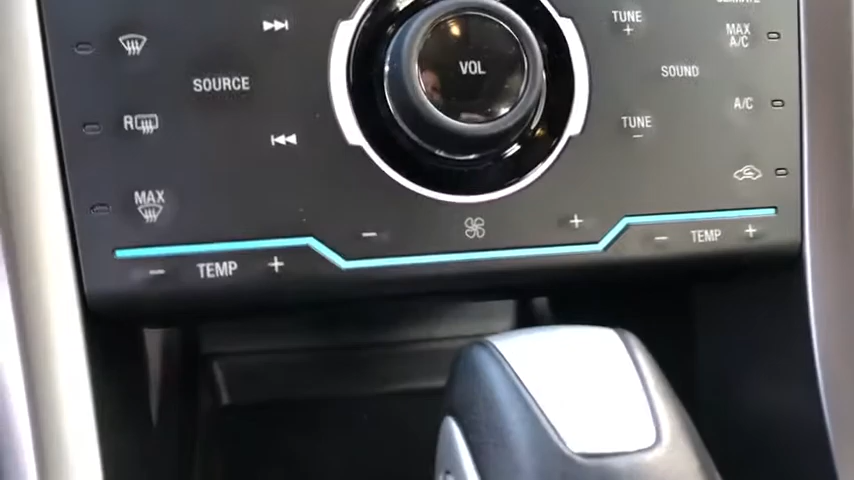 TUNE
+
MAX
A/C
SOURCE
VOL
SOUND
A/C
R
TUNE
−
MAX
− +
− TEMP +
− TEMP +